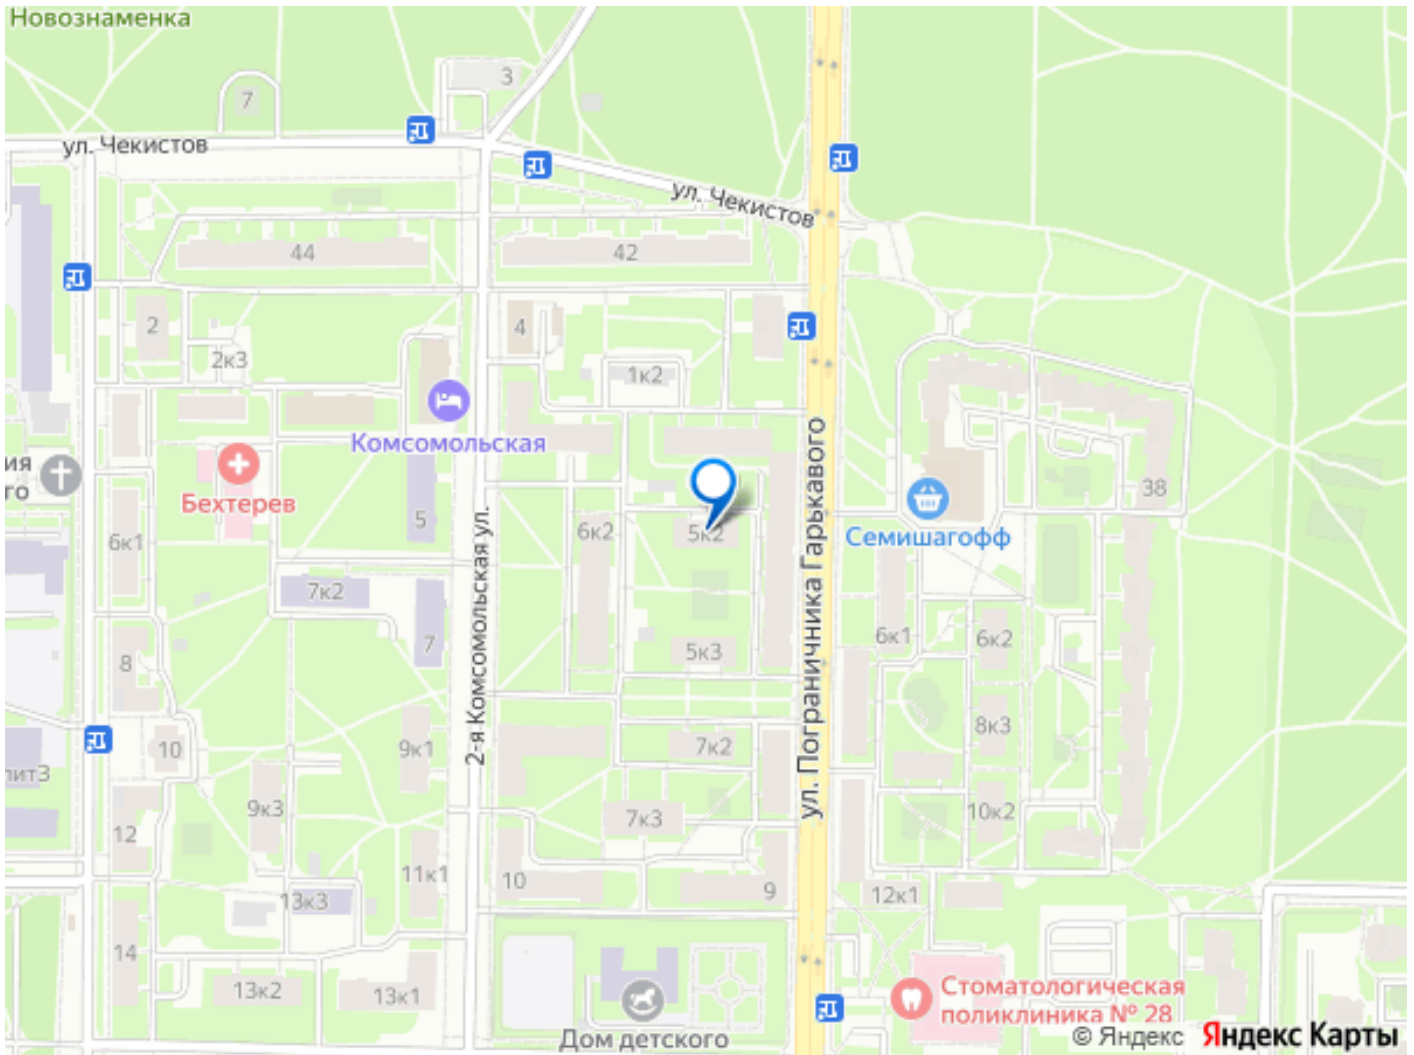 Новознаменка
3
7
ул. Чекистов
ул. Чекистов
44
42
2
4
2к3
1к2
Комсомольская
ия
го
Бехтерев
38
5
6к2
5к2
Семишагофф
6к1
7к2
2-я Комсомольская ул.
ул. Пограничника Гарькавого
7
5к3
6к1
6к2
8
8к3
9к1
7к2
10
лит3
9к3
7к3
10к2
12
11к1
10
9
12к1
13к3
14
13к2
13к1
Стоматологическая
поликлиника № 28
Дом детского
© Яндекс Яндекс Карты